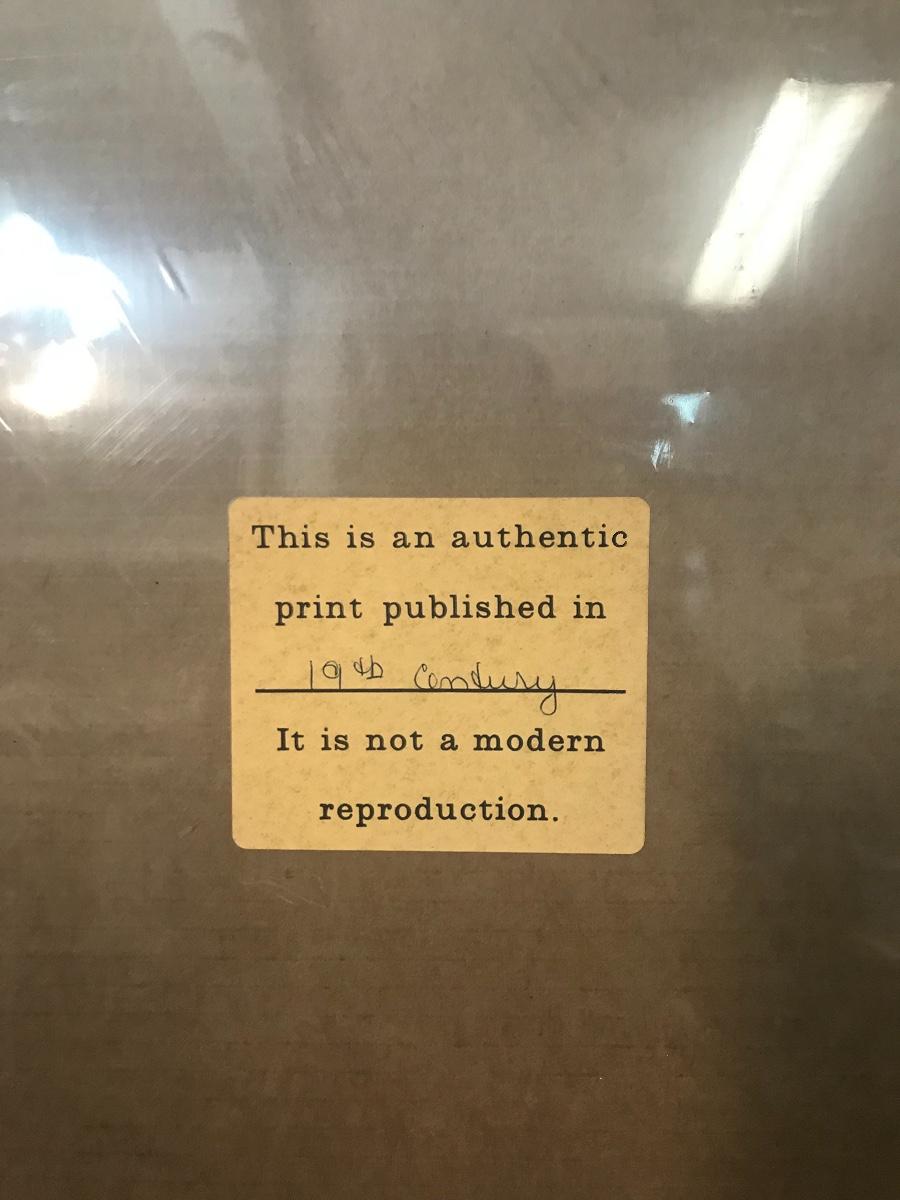 This is an authentic
print published in
19th Century
It is not a modern
reproduction.